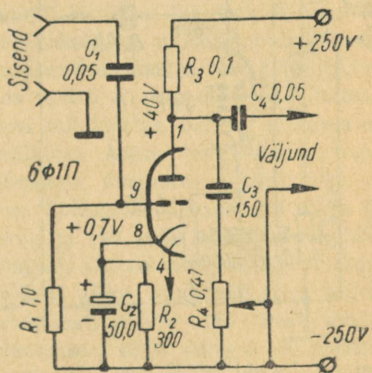 Sisend
C₁
0,05
R₃ 0,1
+250V
+40V
C₄ 0,05
1
Väljund
6Ф1П
9
C₃
150
+0,7V
8
4
R₁ 1,0
+
-
C₂
50,0
R₂
300
R₄ 0,47
-250V